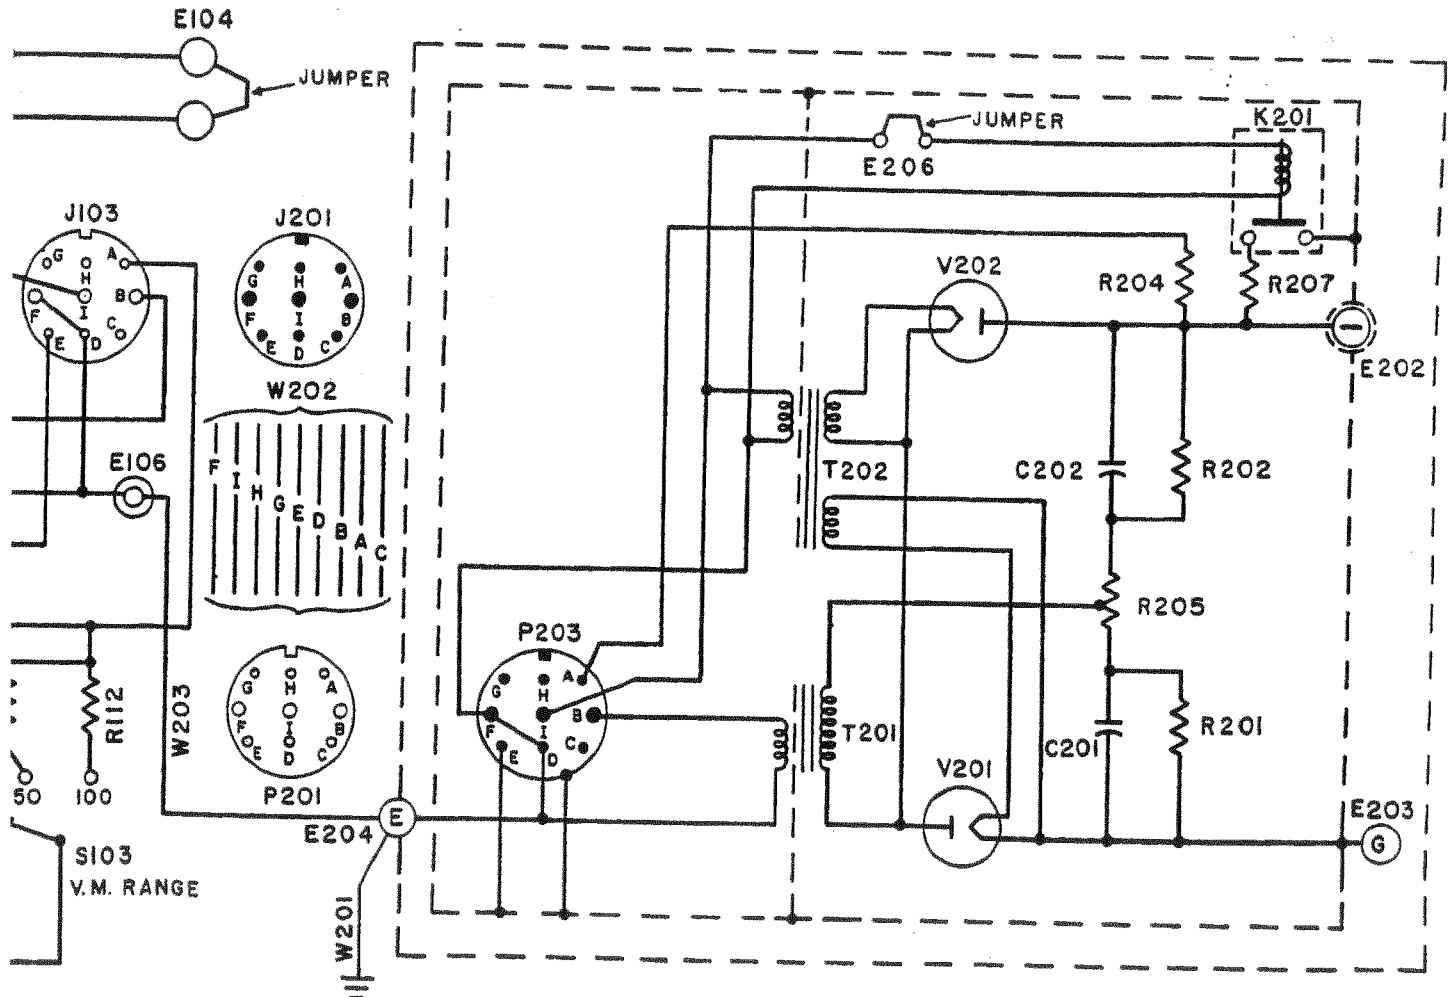 E104
JUMPER
K201
JUMPER
E206
J103
G
A
H
B
I
F
C
E
D
J201
G
H
A
F
I
B
E
D
C
V202
R204
R207
−
E202
W202
F
I
H
G
E
D
B
A
C
E106
T202
C202
R202
R205
P203
G
H
A
F
I
B
E
D
C
P201
G
H
A
F
I
B
E
D
C
R112
W203
50
100
T201
C201
R201
V201
E
E204
E203
G
S103
V.M. RANGE
W201